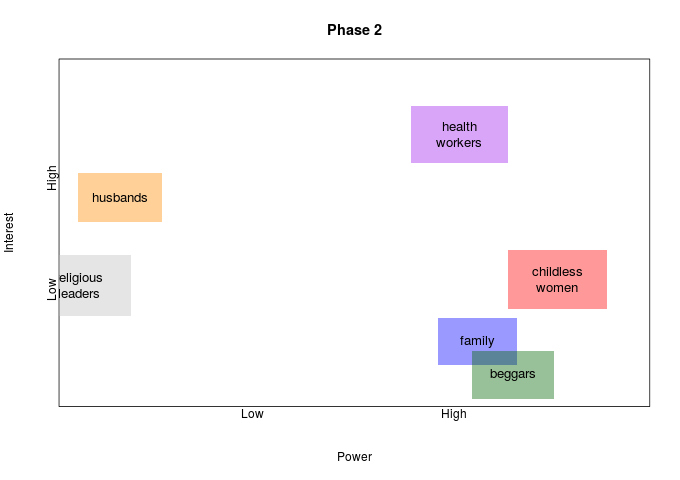 Phase 2
health
workers
High
husbands
Interest
childless
women
eligious
leaders
Low
family
beggars
Low
High
Power